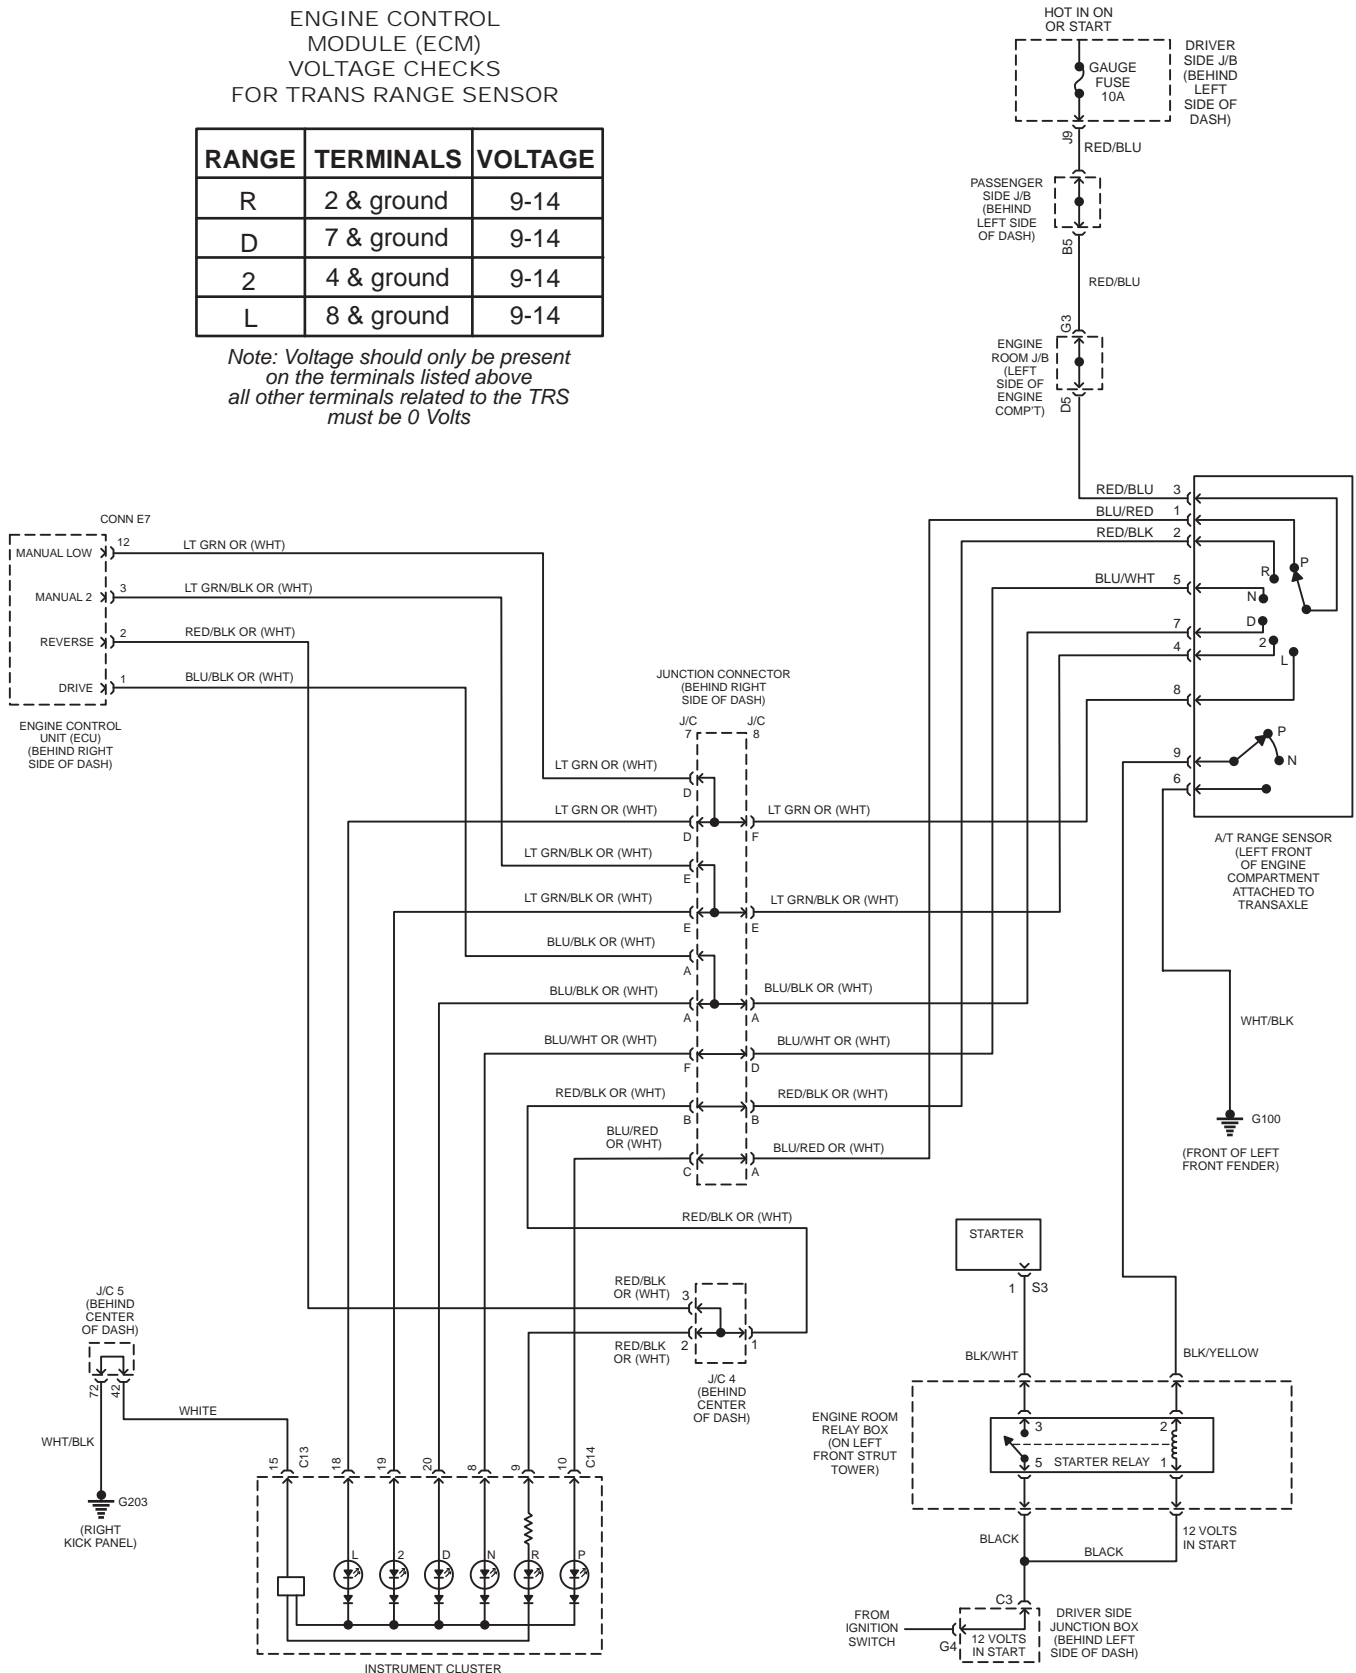 ENGINE CONTROL
MODULE (ECM)
VOLTAGE CHECKS
FOR TRANS RANGE SENSOR
RANGE TERMINALS VOLTAGE
R 2 & ground 9-14
D 7 & ground 9-14
2 4 & ground 9-14
L 8 & ground 9-14
Note: Voltage should only be present
on the terminals listed above
all other terminals related to the TRS
must be 0 Volts
HOT IN ON
OR START
GAUGE
FUSE
10A
DRIVER
SIDE J/B
(BEHIND
LEFT
SIDE OF
DASH)
J9
RED/BLU
PASSENGER
SIDE J/B
(BEHIND
LEFT SIDE
OF DASH)
B5
RED/BLU
G3
ENGINE
ROOM J/B
(LEFT
SIDE OF
ENGINE
COMP'T)
D5
RED/BLU 3
BLU/RED 1
RED/BLK 2
BLU/WHT 5
7
4
8
9
6
P
R
N
D
2
L
P
N
A/T RANGE SENSOR
(LEFT FRONT
OF ENGINE
COMPARTMENT
ATTACHED TO
TRANSAXLE
CONN E7
MANUAL LOW 12 LT GRN OR (WHT)
MANUAL 2 3 LT GRN/BLK OR (WHT)
REVERSE 2 RED/BLK OR (WHT)
DRIVE 1 BLU/BLK OR (WHT)
ENGINE CONTROL
UNIT (ECU)
(BEHIND RIGHT
SIDE OF DASH)
JUNCTION CONNECTOR
(BEHIND RIGHT
SIDE OF DASH)
J/C
7
J/C
8
LT GRN OR (WHT)
D
LT GRN OR (WHT) LT GRN OR (WHT)
D F
LT GRN/BLK OR (WHT)
E
LT GRN/BLK OR (WHT) LT GRN/BLK OR (WHT)
E E
BLU/BLK OR (WHT)
A
BLU/BLK OR (WHT) BLU/BLK OR (WHT)
A A
BLU/WHT OR (WHT) BLU/WHT OR (WHT)
F D
RED/BLK OR (WHT) RED/BLK OR (WHT)
B B
BLU/RED
OR (WHT)
BLU/RED OR (WHT)
C A
WHT/BLK
G100
(FRONT OF LEFT
FRONT FENDER)
RED/BLK OR (WHT)
RED/BLK
OR (WHT)
3
RED/BLK
OR (WHT)
2 1
J/C 4
(BEHIND
CENTER
OF DASH)
J/C 5
(BEHIND
CENTER
OF DASH)
72 42
WHITE
WHT/BLK
G203
(RIGHT
KICK PANEL)
15 C13 18 19 20 8 9 10 C14
L 2 D N R P
INSTRUMENT CLUSTER
STARTER
1 S3
BLK/WHT
BLK/YELLOW
ENGINE ROOM
RELAY BOX
(ON LEFT
FRONT STRUT
TOWER)
3 2
5 STARTER RELAY 1
BLACK
12 VOLTS
IN START
BLACK
C3
FROM
IGNITION
SWITCH
G4
12 VOLTS
IN START
DRIVER SIDE
JUNCTION BOX
(BEHIND LEFT
SIDE OF DASH)